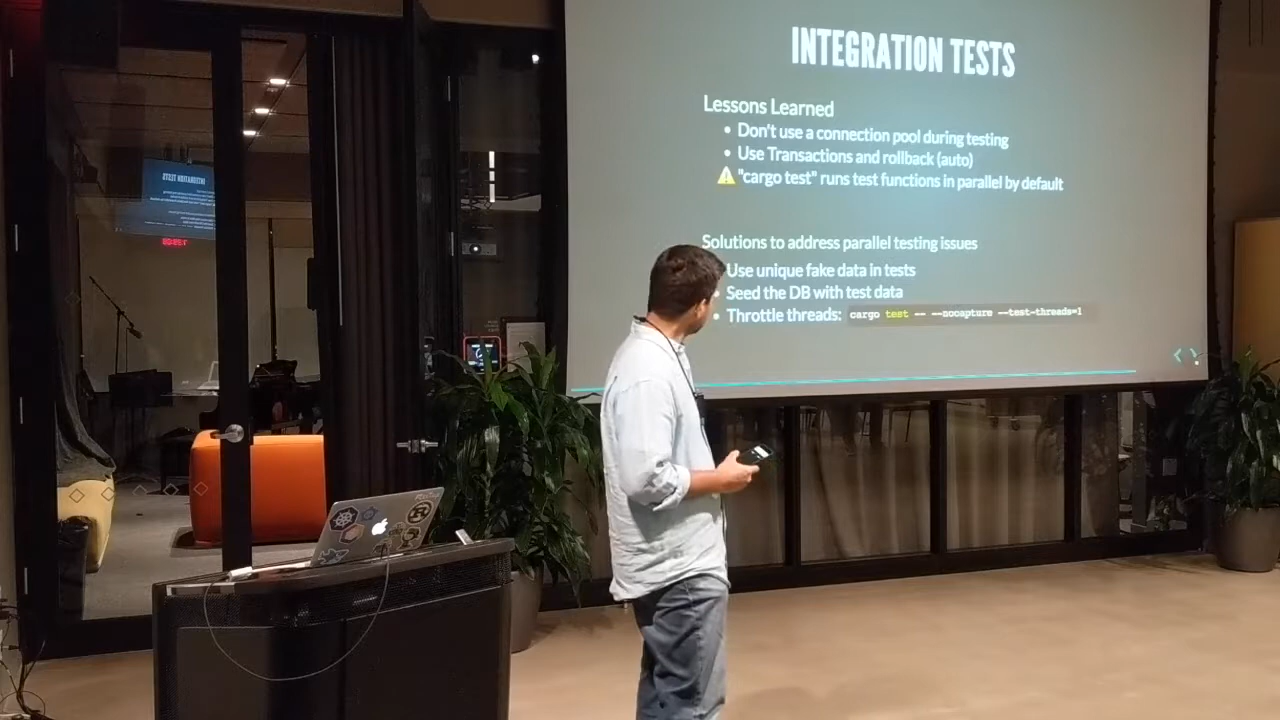 INTEGRATION TESTS
Lessons Learned
• Don't use a connection pool during testing
• Use Transactions and rollback (auto)
⚠ "cargo test" runs test functions in parallel by default
Solutions to address parallel testing issues
Use unique fake data in tests
• Seed the DB with test data
• Throttle threads: cargo test -- --nocapture --test-threads=1